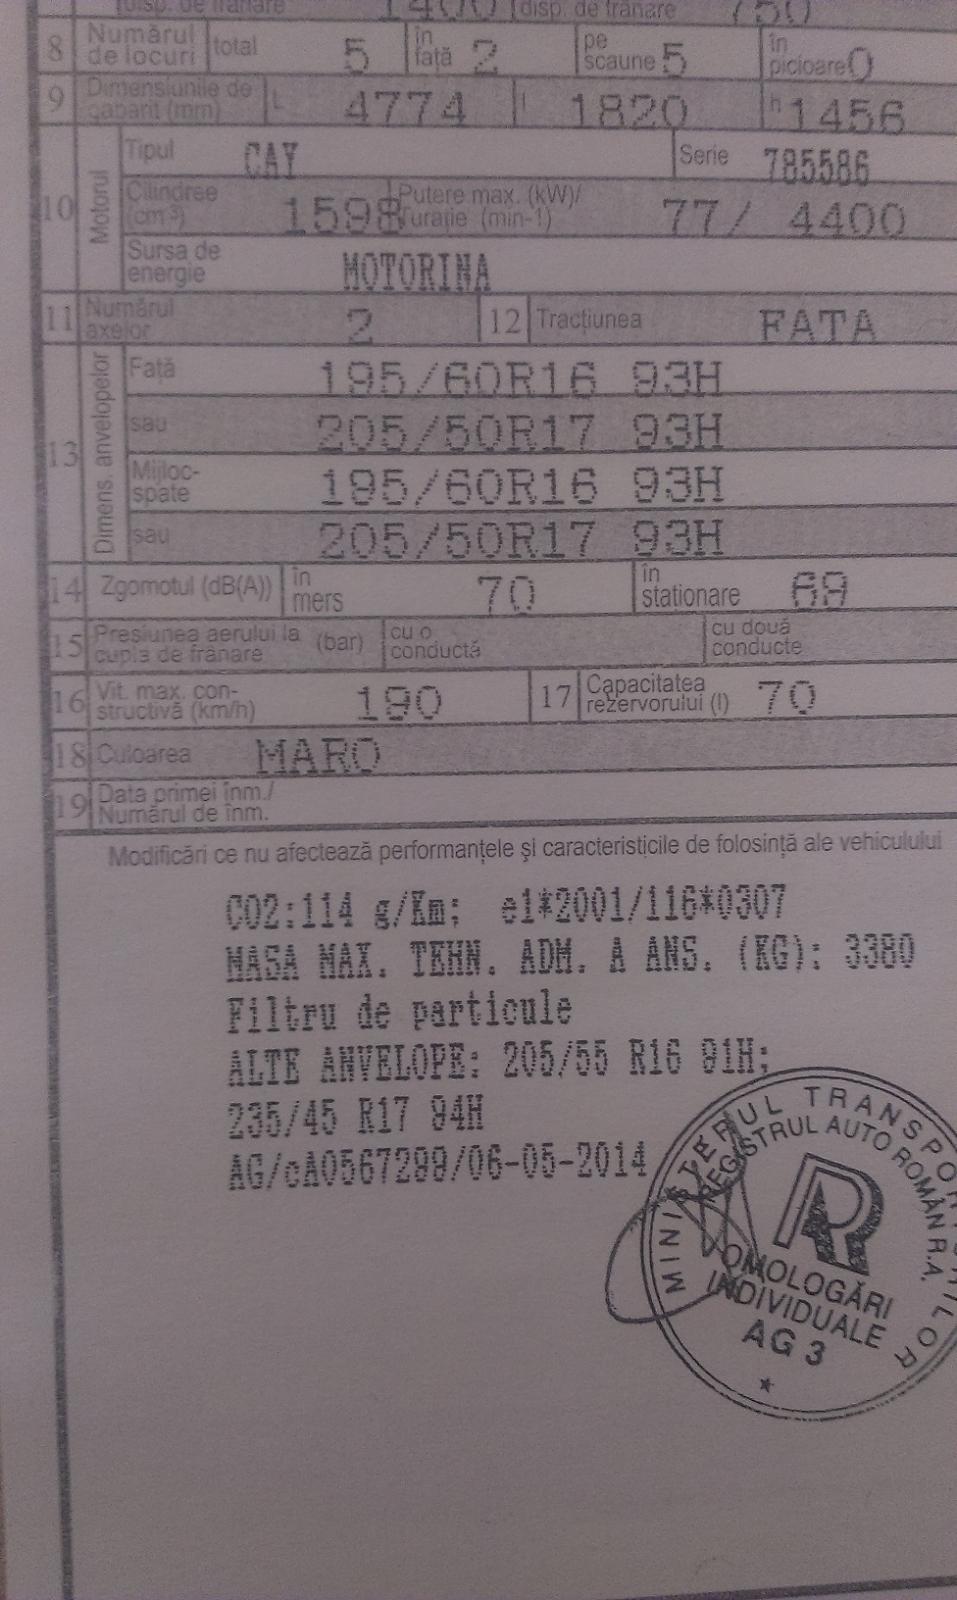 disp. de frânare 1400 disp. de frânare 750
8 Numărul de locuri total 5 în față 2 pe scaune 5 în picioare 0
9 Dimensiunile de gabarit (mm) L 4774 l 1820 h 1456
10 Motorul Tipul CAY Serie 785586
Cilindree (cm³) 1598 Putere max. (kW)/ Turație (min-1) 77/ 4400
Sursa de energie MOTORINA
11 Numărul axelor 2 12 Tracțiunea FATA
13 Dimens. anvelopelor Față 195/60R16 93H
sau 205/50R17 93H
Mijloc-spate 195/60R16 93H
sau 205/50R17 93H
14 Zgomotul (dB(A)) în mers 70 în stationare 69
15 Presiunea aerului la cupla de frânare (bar) cu o conductă cu două conducte
16 Vit. max. con-structivă (km/h) 190 17 Capacitatea rezervorului (l) 70
18 Culoarea MARO
19 Data primei înm./ Numărul de înm.
Modificări ce nu afectează performanțele și caracteristicile de folosință ale vehiculului
CO2:114 g/Km; e1*2001/116*0307
MASA MAX. TEHN. ADM. A ANS. (KG): 3380
Filtru de particule
ALTE ANVELOPE: 205/55 R16 91H;
235/45 R17 94H
AG/cA0567299/06-05-2014
MINISTERUL TRANSPORTURILOR
REGISTRUL AUTO ROMÂN R.A.
OMOLOGĂRI
INDIVIDUALE
AG 3